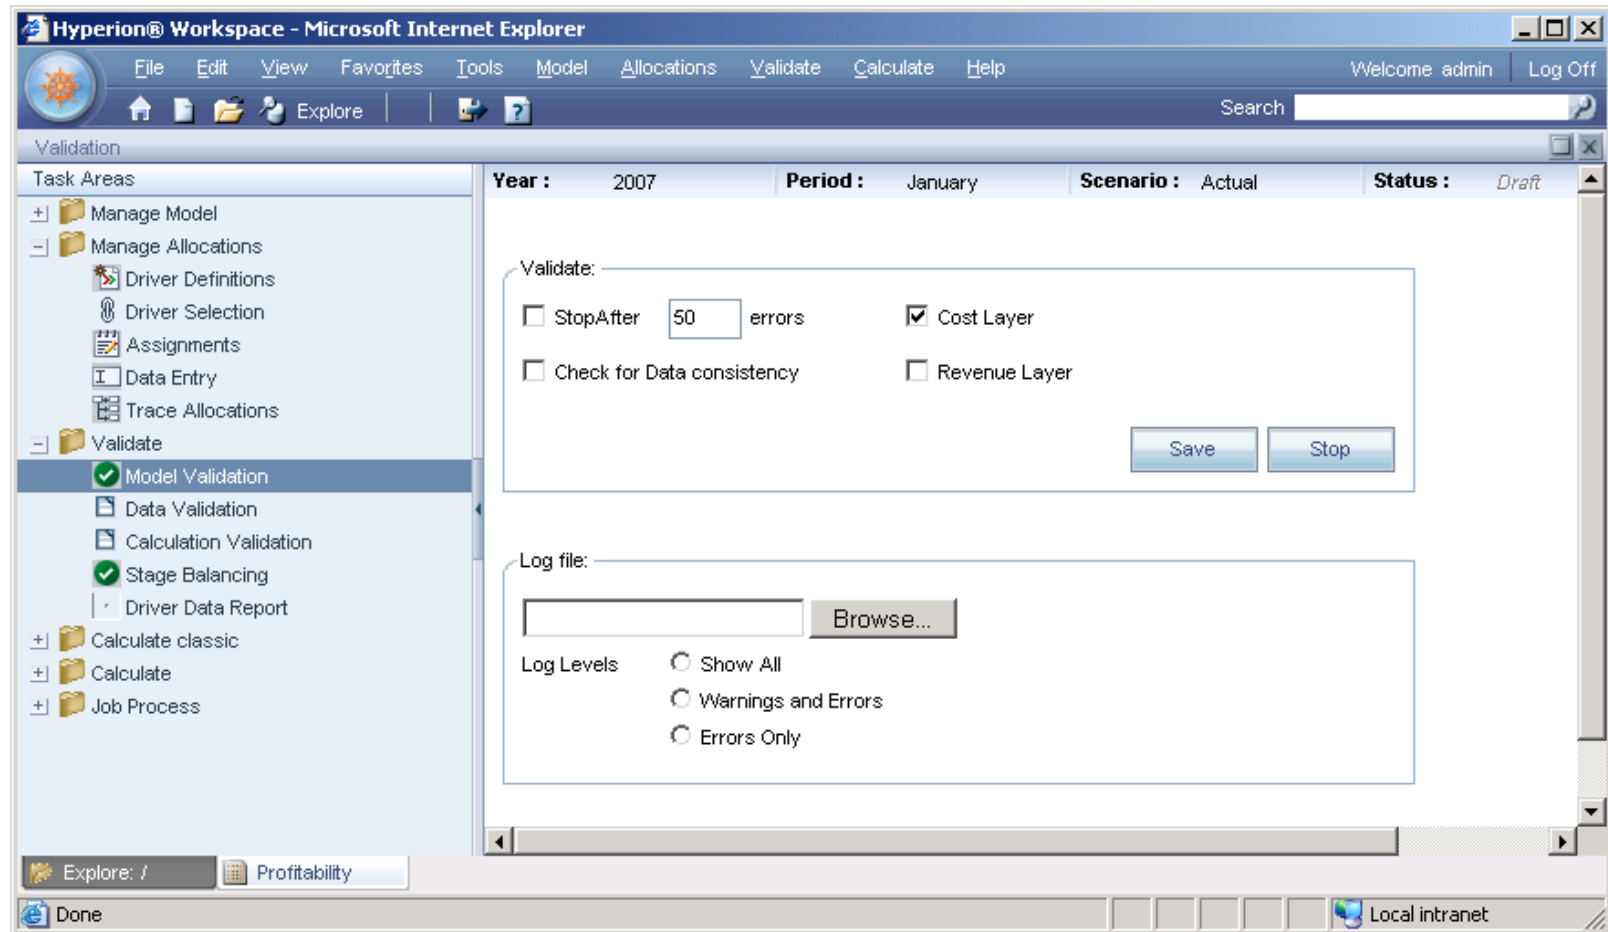 Hyperion® Workspace - Microsoft Internet Explorer
File Edit View Favorites Tools Model Allocations Validate Calculate Help Welcome admin Log Off
Explore Search
Validation
Task Areas
Year : 2007 Period : January Scenario : Actual Status : Draft
Manage Model
Manage Allocations
Driver Definitions
Driver Selection
Assignments
Data Entry
Trace Allocations
Validate
Model Validation
Data Validation
Calculation Validation
Stage Balancing
Driver Data Report
Calculate classic
Calculate
Job Process
Validate:
StopAfter 50 errors Cost Layer
Check for Data consistency Revenue Layer
Save Stop
Log file:
Browse...
Log Levels Show All
Warnings and Errors
Errors Only
Explore: / Profitability
Done Local intranet